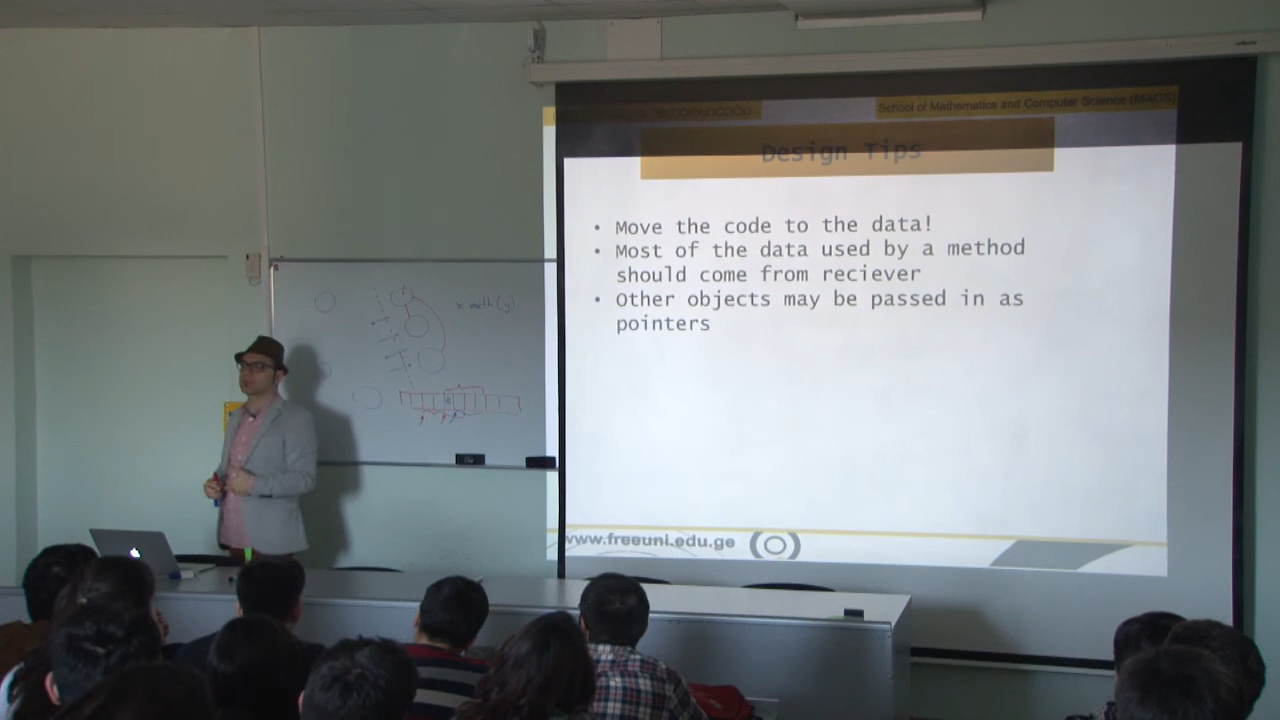 School of Mathematics and Computer Science (MACS)
Design Tips
• Move the code to the data!
• Most of the data used by a method
should come from reciever
• Other objects may be passed in as
pointers
www.freeuni.edu.ge